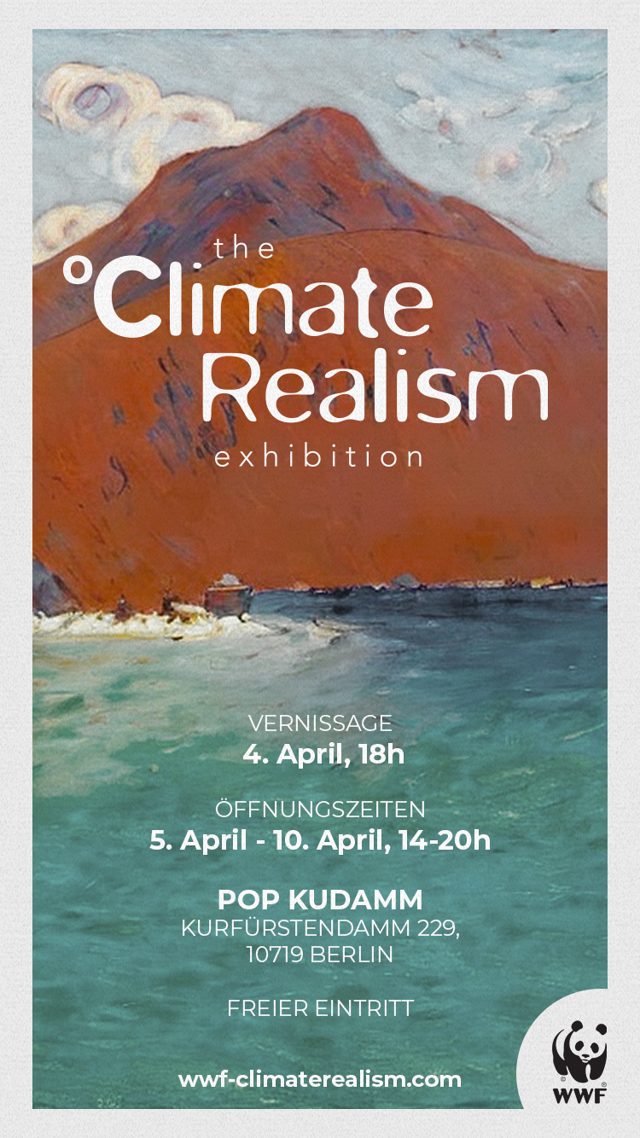 the
°Climate
Realism
exhibition
VERNISSAGE
4. April, 18h
ÖFFNUNGSZEITEN
5. April - 10. April, 14-20h
POP KUDAMM
KURFÜRSTENDAMM 229,
10719 BERLIN
FREIER EINTRITT
wwf-climaterealism.com
©
®
WWF